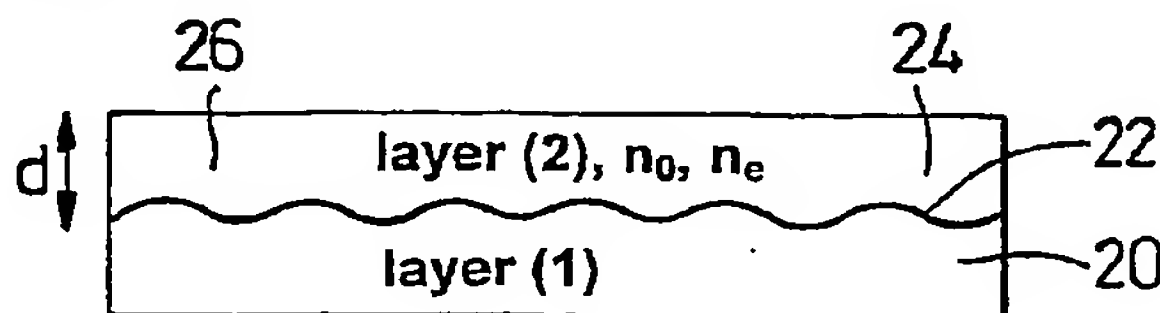 26 24
d layer (2), n₀, nₑ 22
layer (1) 20